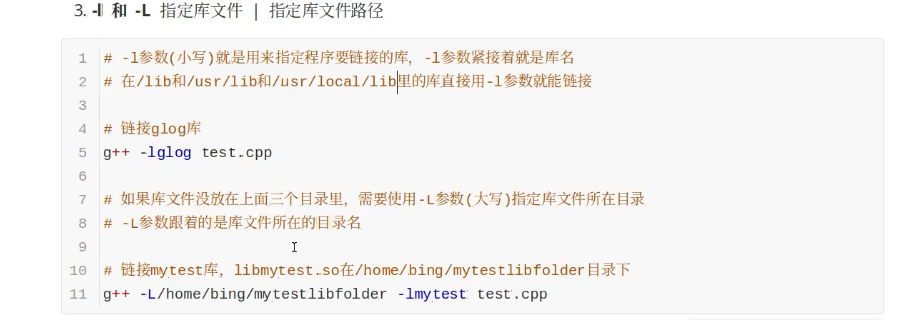 3. -l 和 -L 指定库文件 | 指定库文件路径
1 # -l参数(小写)就是用来指定程序要链接的库，-l参数紧接着就是库名
2 # 在/lib和/usr/lib和/usr/local/lib里的库直接用-l参数就能链接
3
4 # 链接glog库
5 g++ -lglog test.cpp
6
7 # 如果库文件没放在上面三个目录里，需要使用-L参数(大写)指定库文件所在目录
8 # -L参数跟着的是库文件所在的目录名
9
10 # 链接mytest库，libmytest.so在/home/bing/mytestlibfolder目录下
11 g++ -L/home/bing/mytestlibfolder -lmytest test.cpp